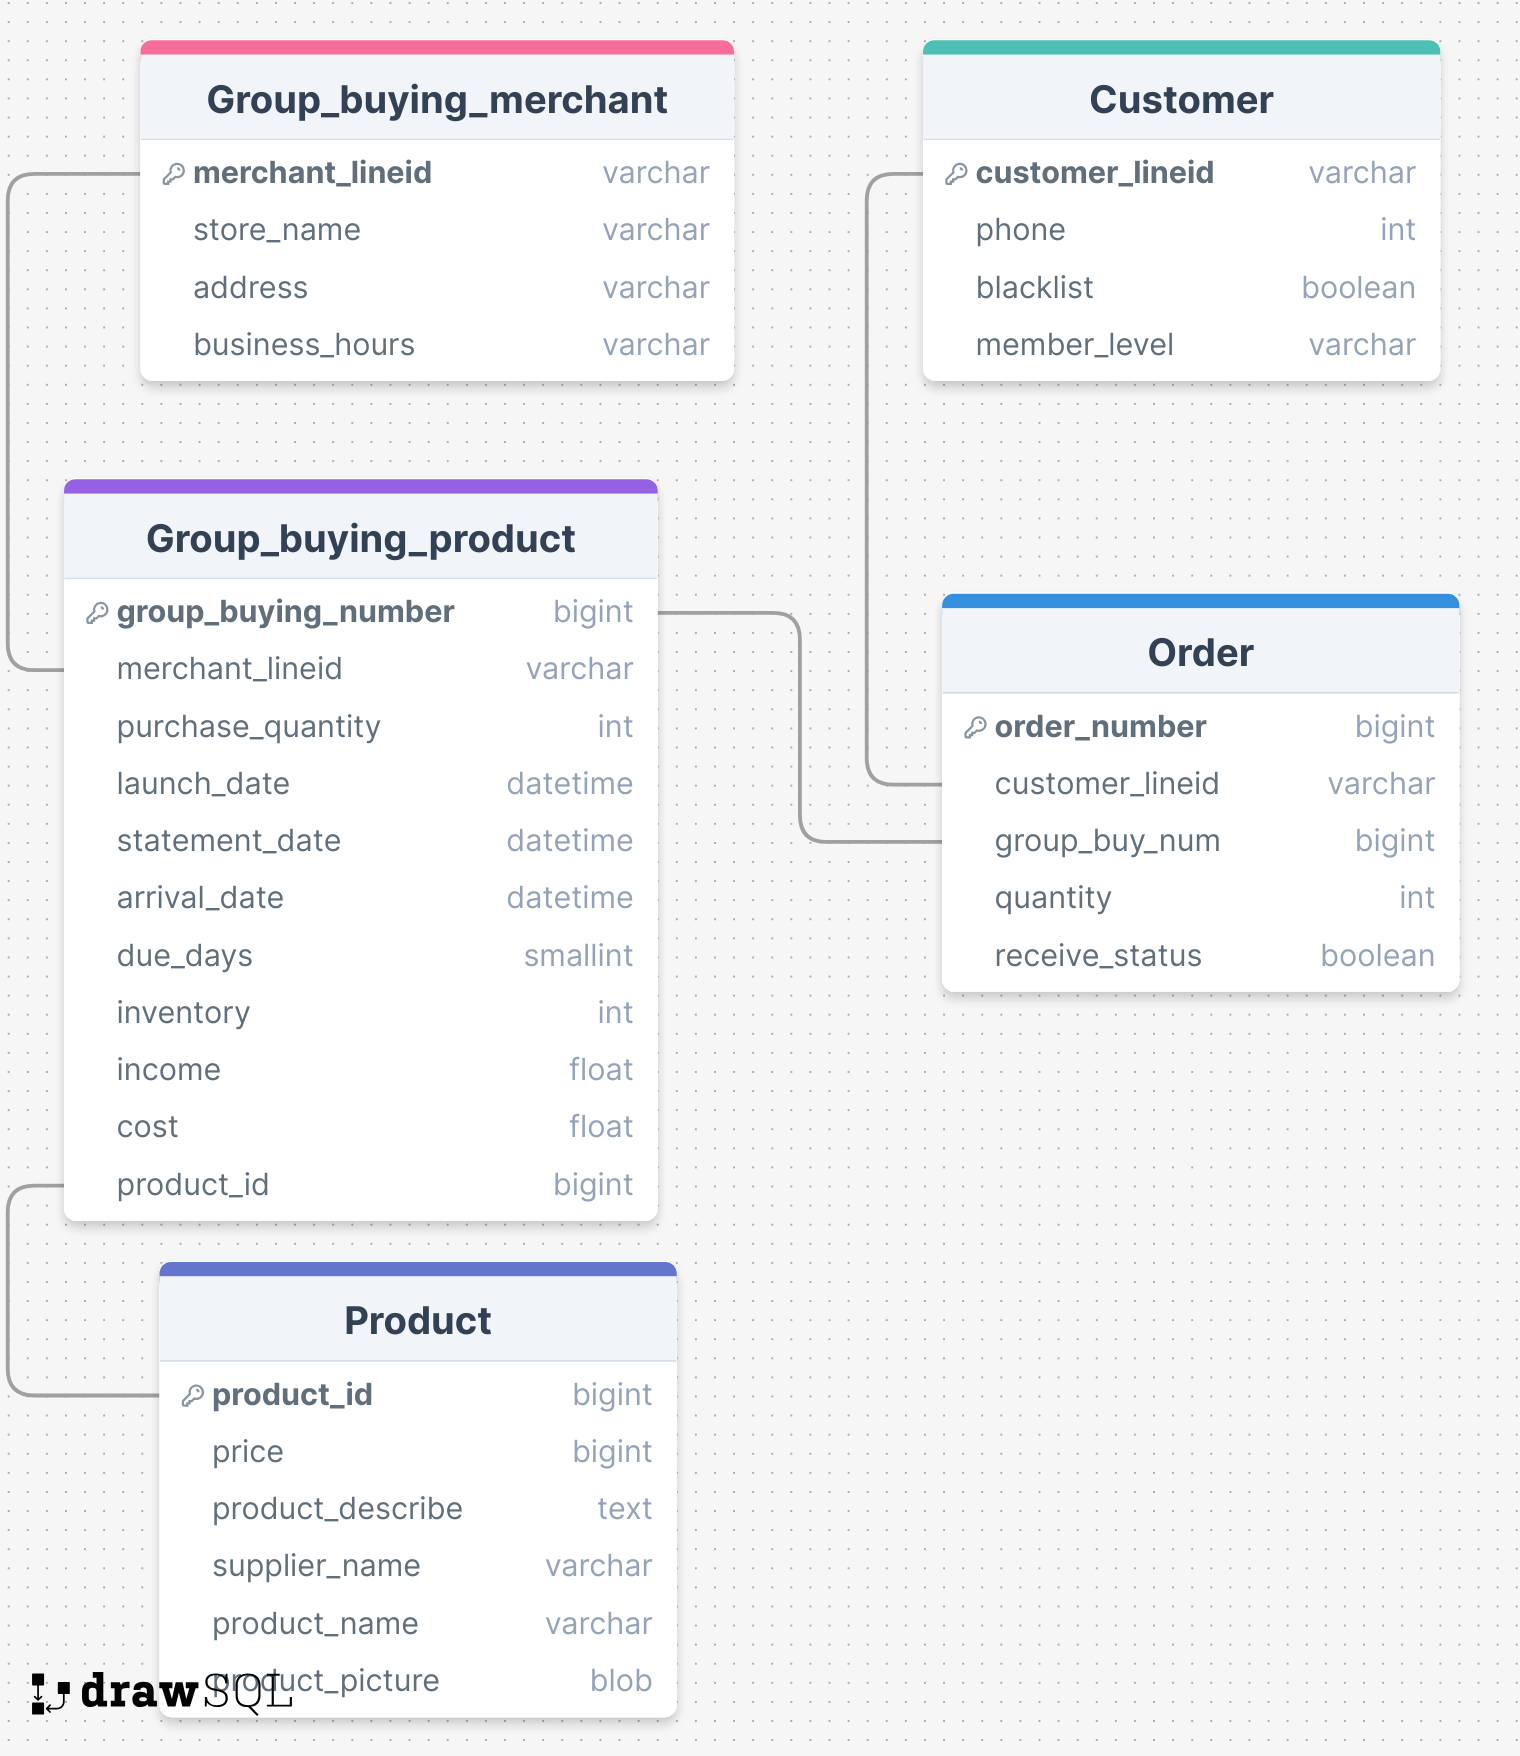 Group_buying_merchant
merchant_lineid varchar
store_name varchar
address varchar
business_hours varchar
Customer
customer_lineid varchar
phone int
blacklist boolean
member_level varchar
Group_buying_product
group_buying_number bigint
merchant_lineid varchar
purchase_quantity int
launch_date datetime
statement_date datetime
arrival_date datetime
due_days smallint
inventory int
income float
cost float
product_id bigint
Order
order_number bigint
customer_lineid varchar
group_buy_num bigint
quantity int
receive_status boolean
Product
product_id bigint
price bigint
product_describe text
supplier_name varchar
product_name varchar
product_picture blob
drawSQL